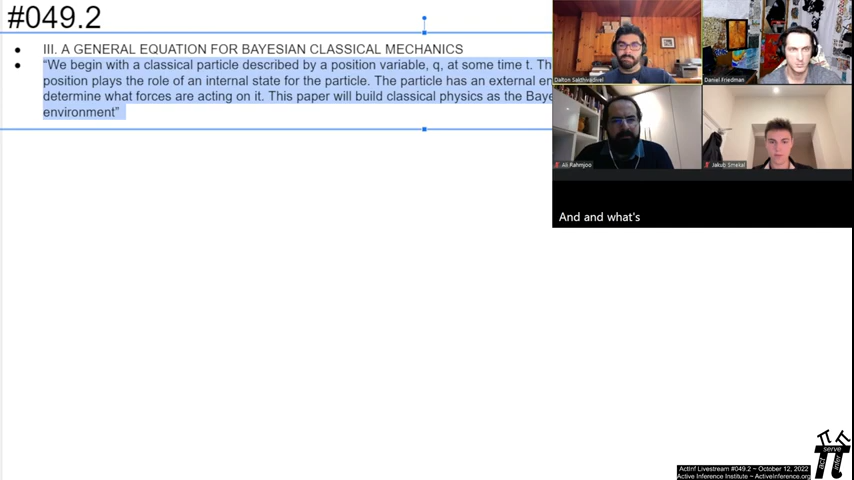 #049.2
III. A GENERAL EQUATION FOR BAYESIAN CLASSICAL MECHANICS
“We begin with a classical particle described by a position variable, q, at some time t. Th
position plays the role of an internal state for the particle. The particle has an external en
determine what forces are acting on it. This paper will build classical physics as the Baye
environment”
Dalton Sakthivadivel
Daniel Friedman
Ali Rahmjoo
Jakub Smekal
And and what's
serve
act
infer
ActInf Livestream #049.2 ~ October 12, 2022
Active Inference Institute ~ ActiveInference.org